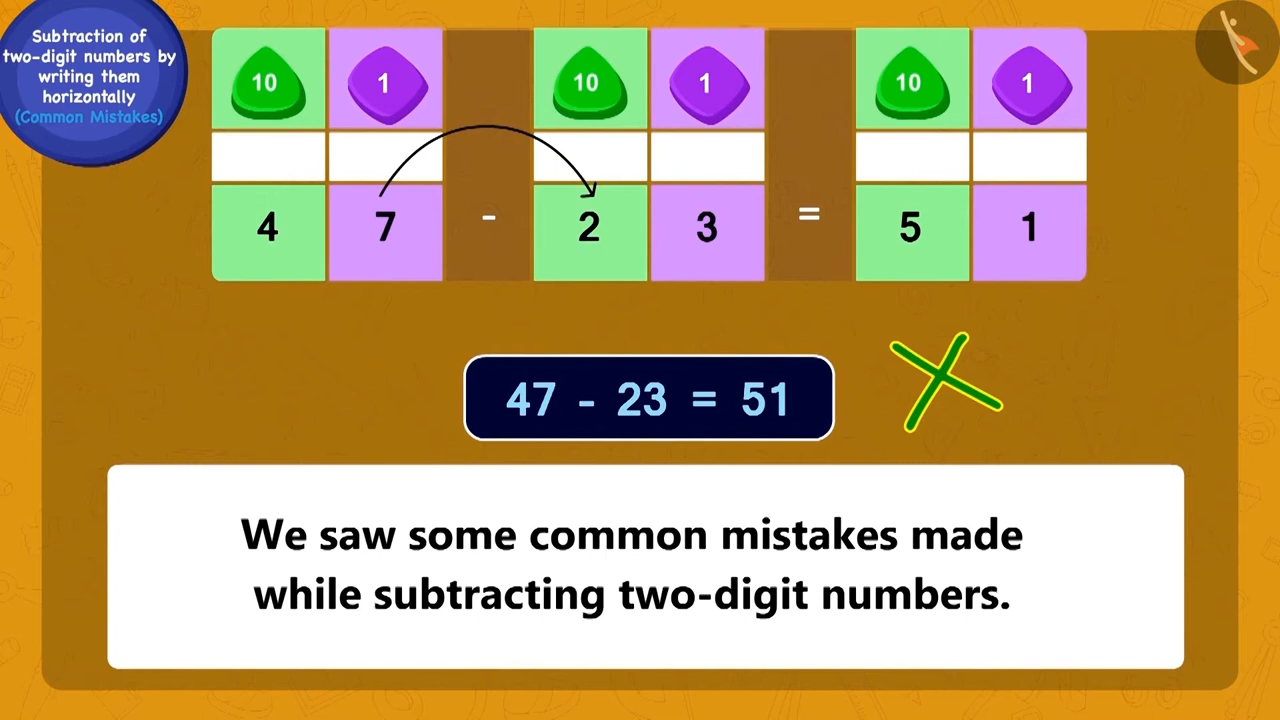 Subtraction of
two-digit numbers by
writing them
horizontally
(Common Mistakes)
10 1 10 1 10 1
4 7 - 2 3 = 5 1
47 - 23 = 51
We saw some common mistakes made
while subtracting two-digit numbers.